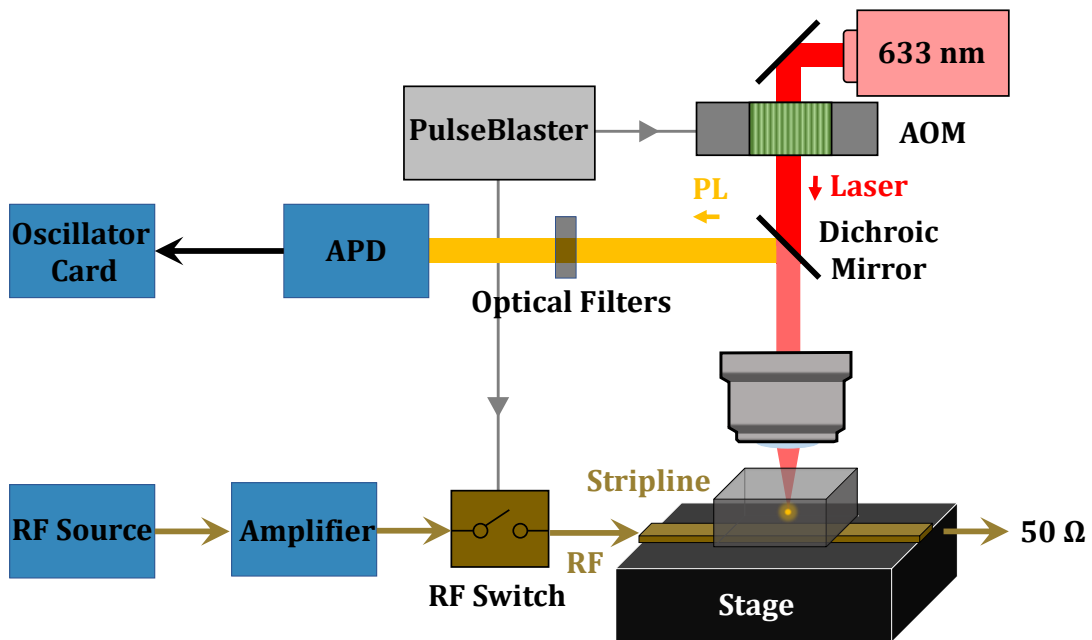 633 nm
PulseBlaster
AOM
PL
Laser
Oscillator
Card
APD
Dichroic
Mirror
Optical Filters
Stripline
RF Source
Amplifier
RF
50 Ω
RF Switch
Stage